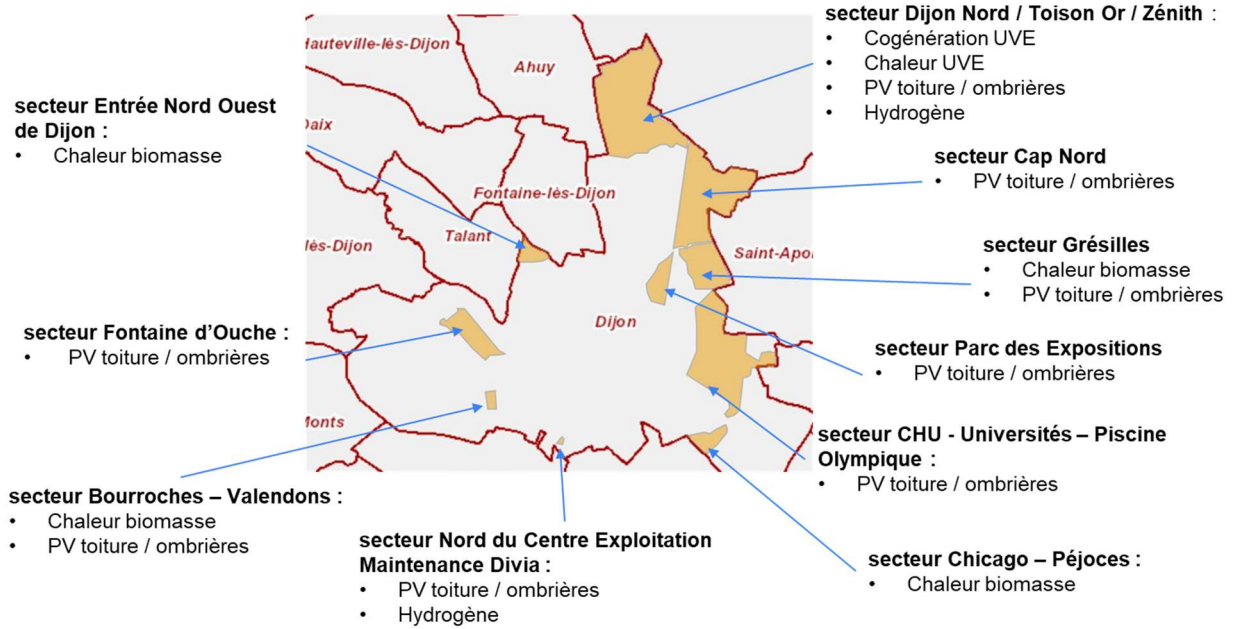 secteur Dijon Nord / Toison Or / Zénith :
• Cogénération UVE
• Chaleur UVE
• PV toiture / ombrières
• Hydrogène
secteur Entrée Nord Ouest
de Dijon :
• Chaleur biomasse
secteur Cap Nord
• PV toiture / ombrières
secteur Grésilles
• Chaleur biomasse
• PV toiture / ombrières
secteur Fontaine d’Ouche :
• PV toiture / ombrières
secteur Parc des Expositions
• PV toiture / ombrières
secteur CHU - Universités – Piscine
Olympique :
• PV toiture / ombrières
secteur Bourroches – Valendons :
• Chaleur biomasse
• PV toiture / ombrières
secteur Nord du Centre Exploitation
Maintenance Divia :
• PV toiture / ombrières
• Hydrogène
secteur Chicago – Péjoces :
• Chaleur biomasse
Hauteville-lès-Dijon
Ahuy
Daix
Fontaine-lès-Dijon
Talant
lès-Dijon
Saint-Apol
Dijon
Monts